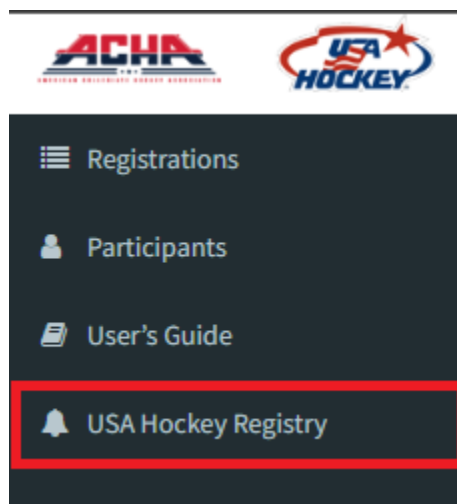 ACHA
AMERICAN COLLEGIATE HOCKEY ASSOCIATION
USA
HOCKEY
Registrations
Participants
User's Guide
USA Hockey Registry